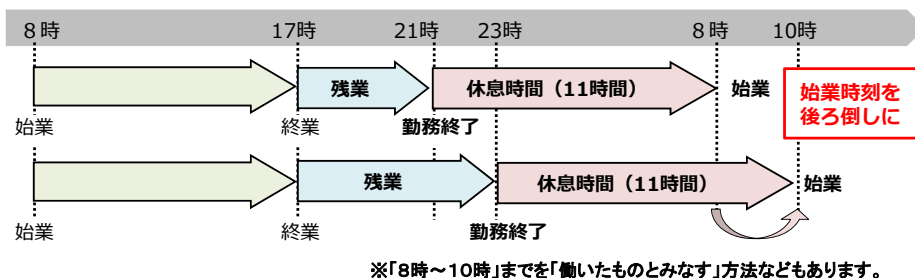 8時 17時 21時 23時 8時 10時
残業 休息時間（11時間） 始業
始業時刻を
後ろ倒しに
始業 終業 勤務終了
残業 休息時間（11時間） 始業
始業 終業 勤務終了
※「8時～10時」までを「働いたものとみなす」方法などもあります。